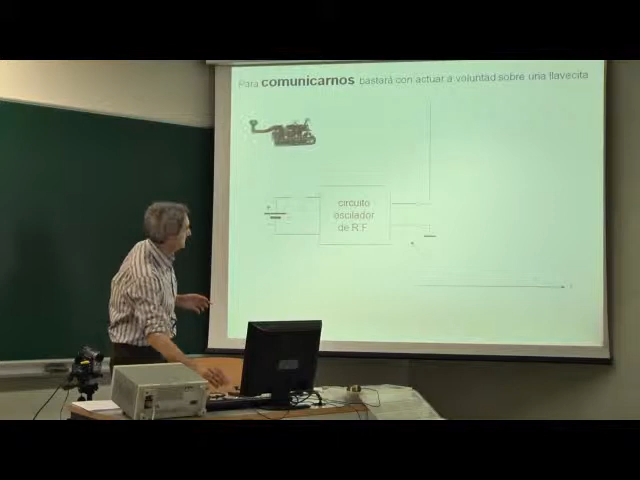 Para comunicarnos bastará con actuar a voluntad sobre una llavecita
circuito
oscilador
de R.F